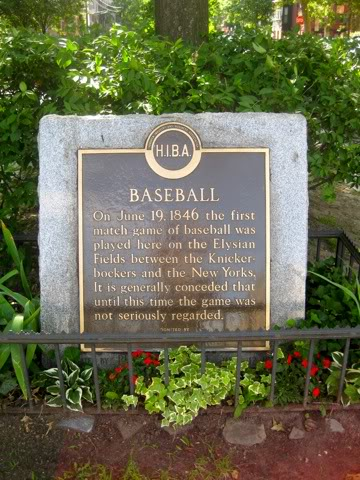 H.I.B.A.
BASEBALL
On June 19, 1846 the first
match game of baseball was
played here on the Elysian
Fields between the Knicker-
bockers and the New Yorks,
It is generally conceded that
until this time the game was
not seriously regarded.